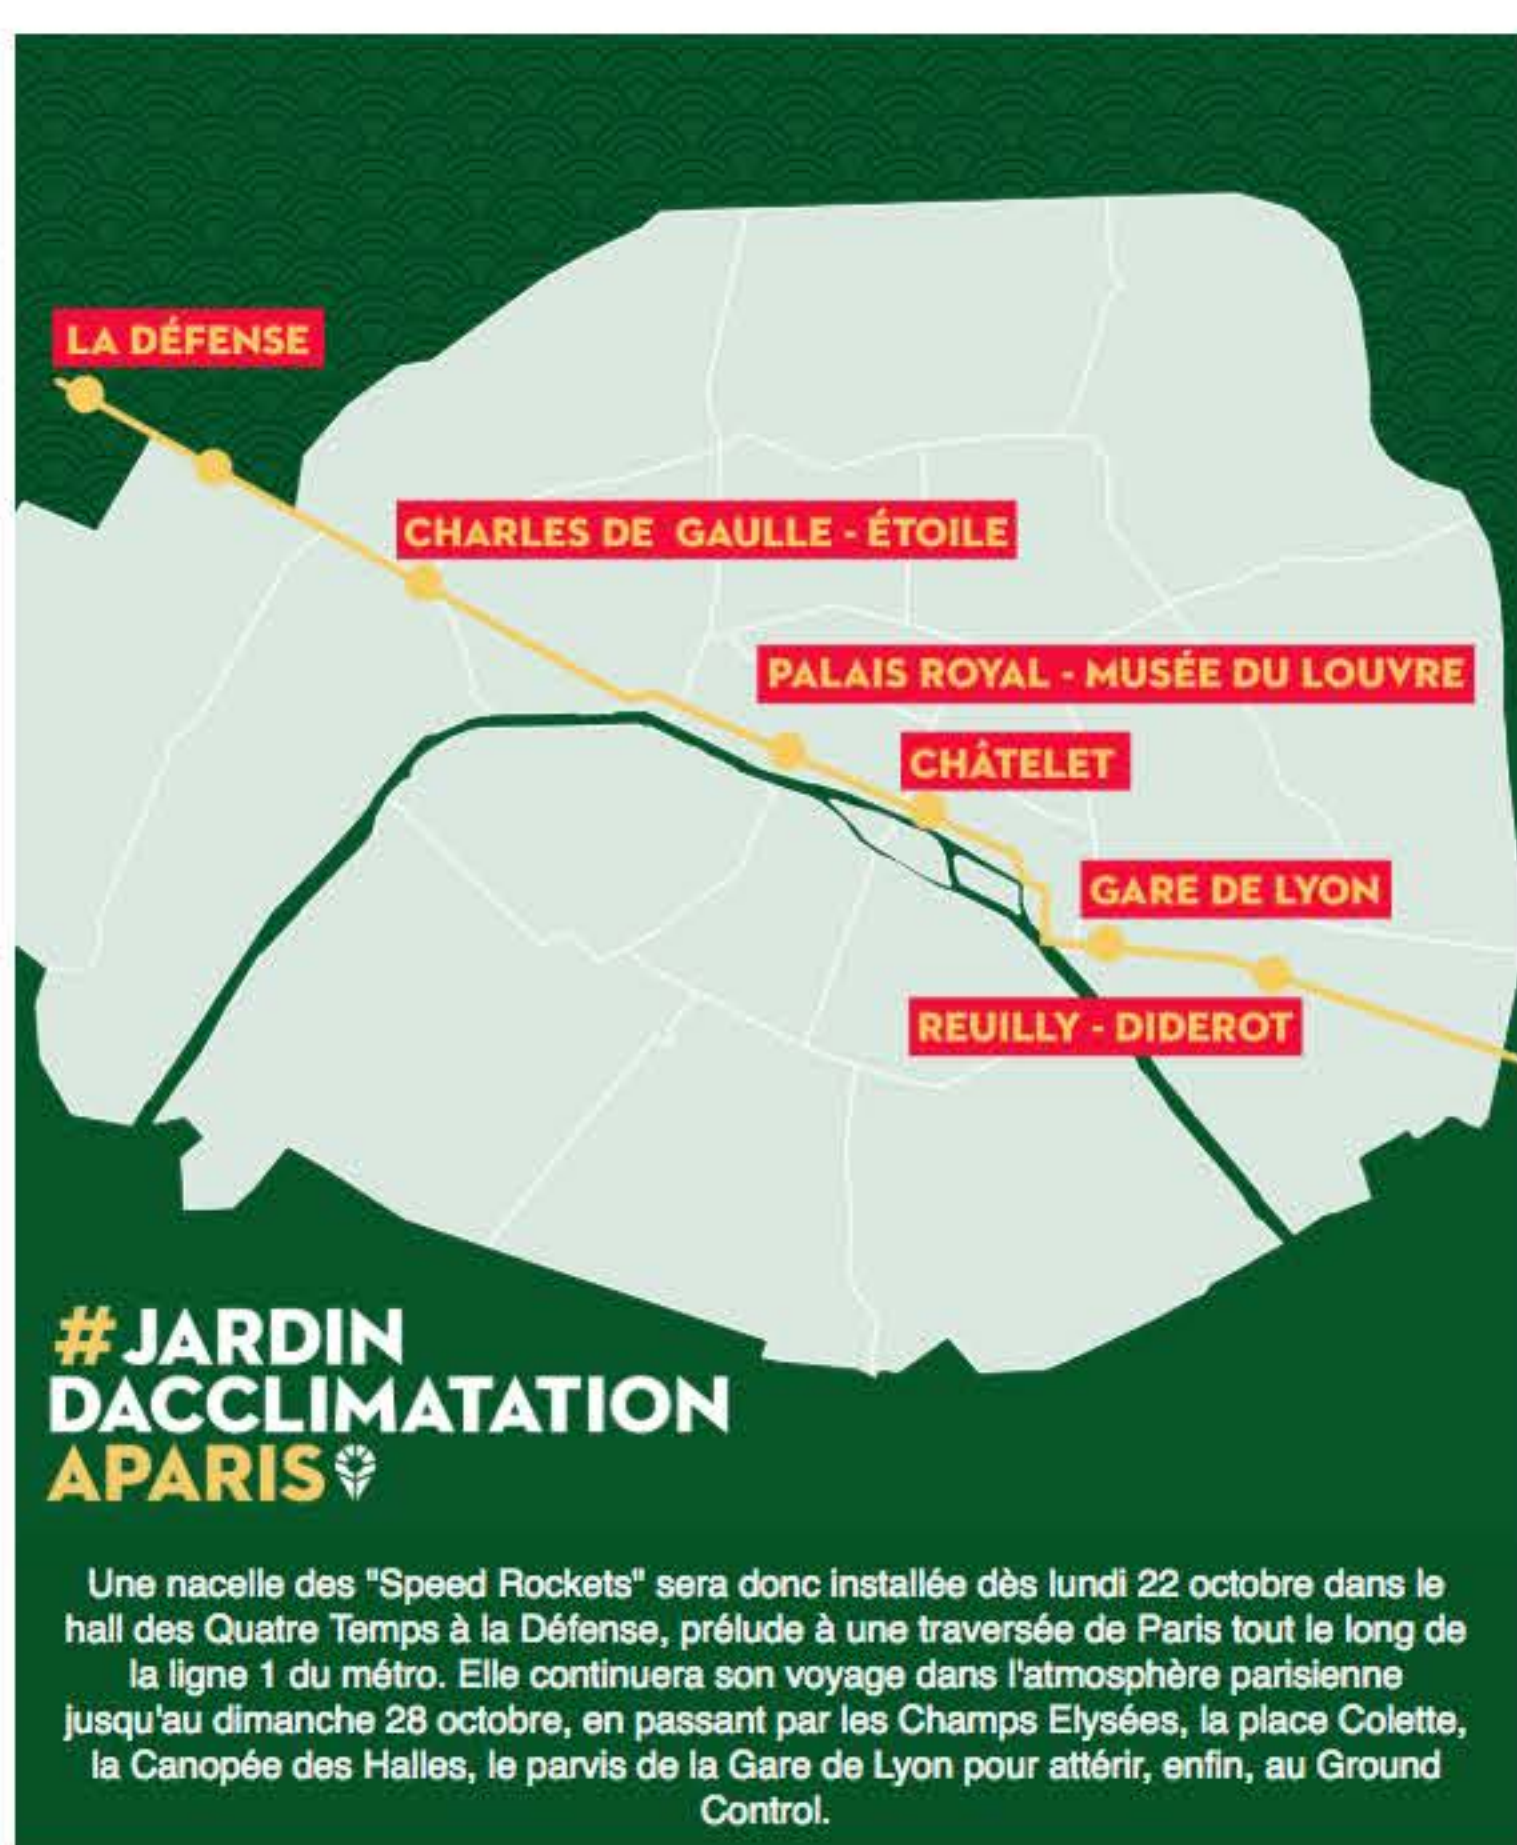 LA DÉFENSE
CHARLES DE GAULLE - ÉTOILE
PALAIS ROYAL - MUSÉE DU LOUVRE
CHÂTELET
GARE DE LYON
REUILLY - DIDEROT
#JARDIN
DACCLIMATATION
APARIS
Une nacelle des "Speed Rockets" sera donc installée dès lundi 22 octobre dans le
hall des Quatre Temps à la Défense, prélude à une traversée de Paris tout le long de
la ligne 1 du métro. Elle continuera son voyage dans l'atmosphère parisienne
jusqu'au dimanche 28 octobre, en passant par les Champs Elysées, la place Colette,
la Canopée des Halles, le parvis de la Gare de Lyon pour attérir, enfin, au Ground
Control.